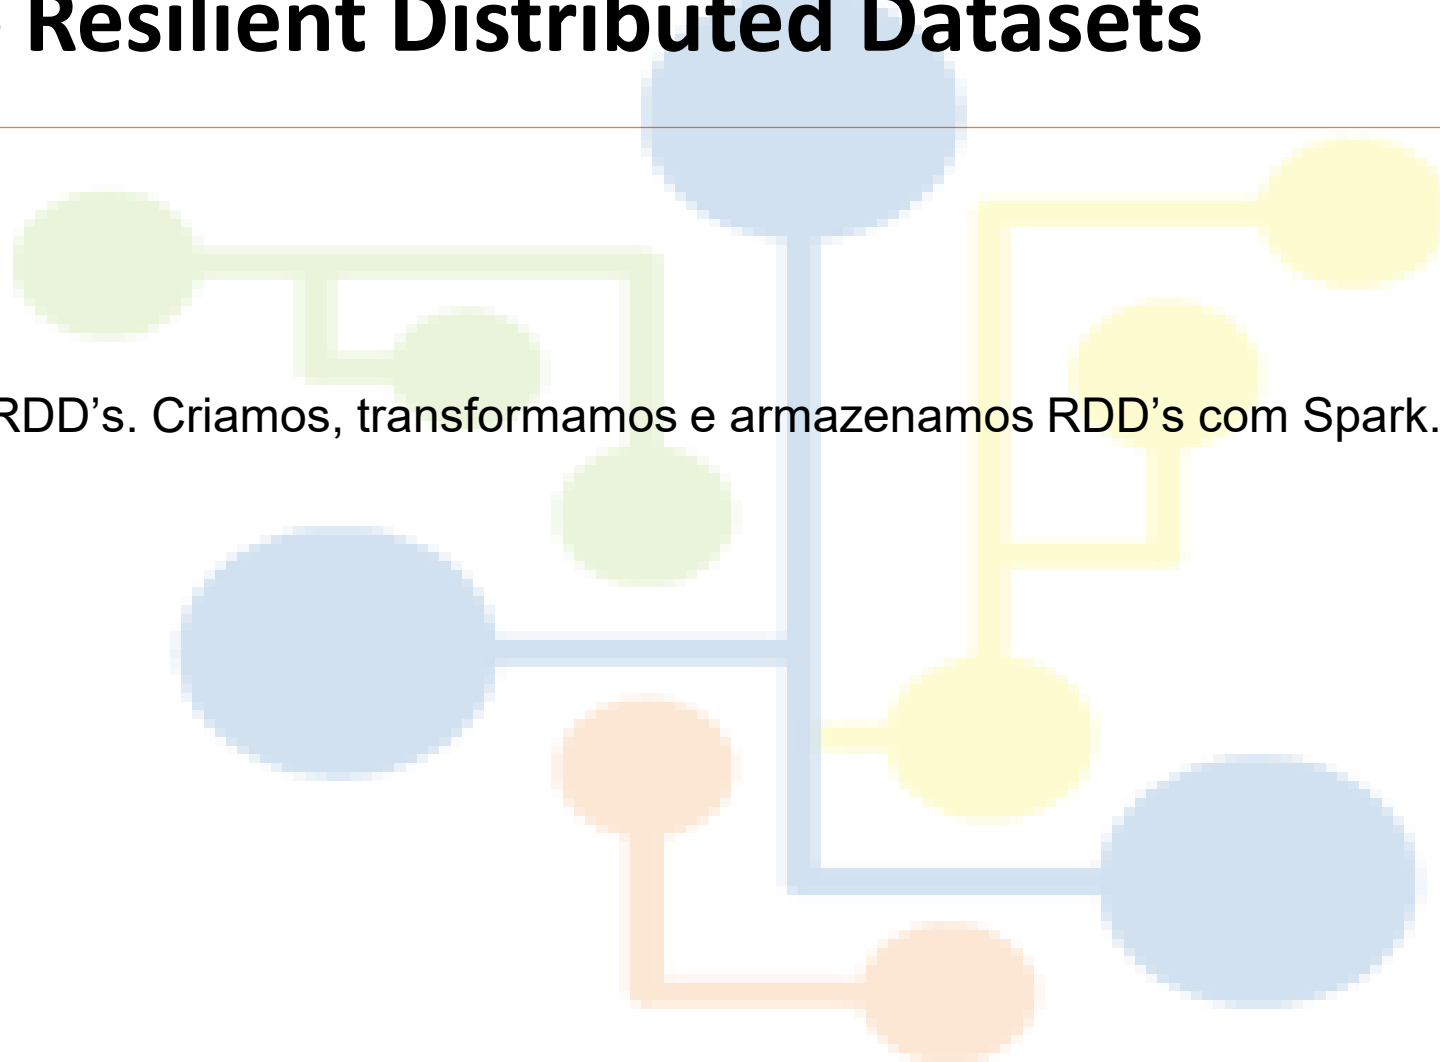 Resilient Distributed Datasets
RDD’s. Criamos, transformamos e armazenamos RDD’s com Spark.